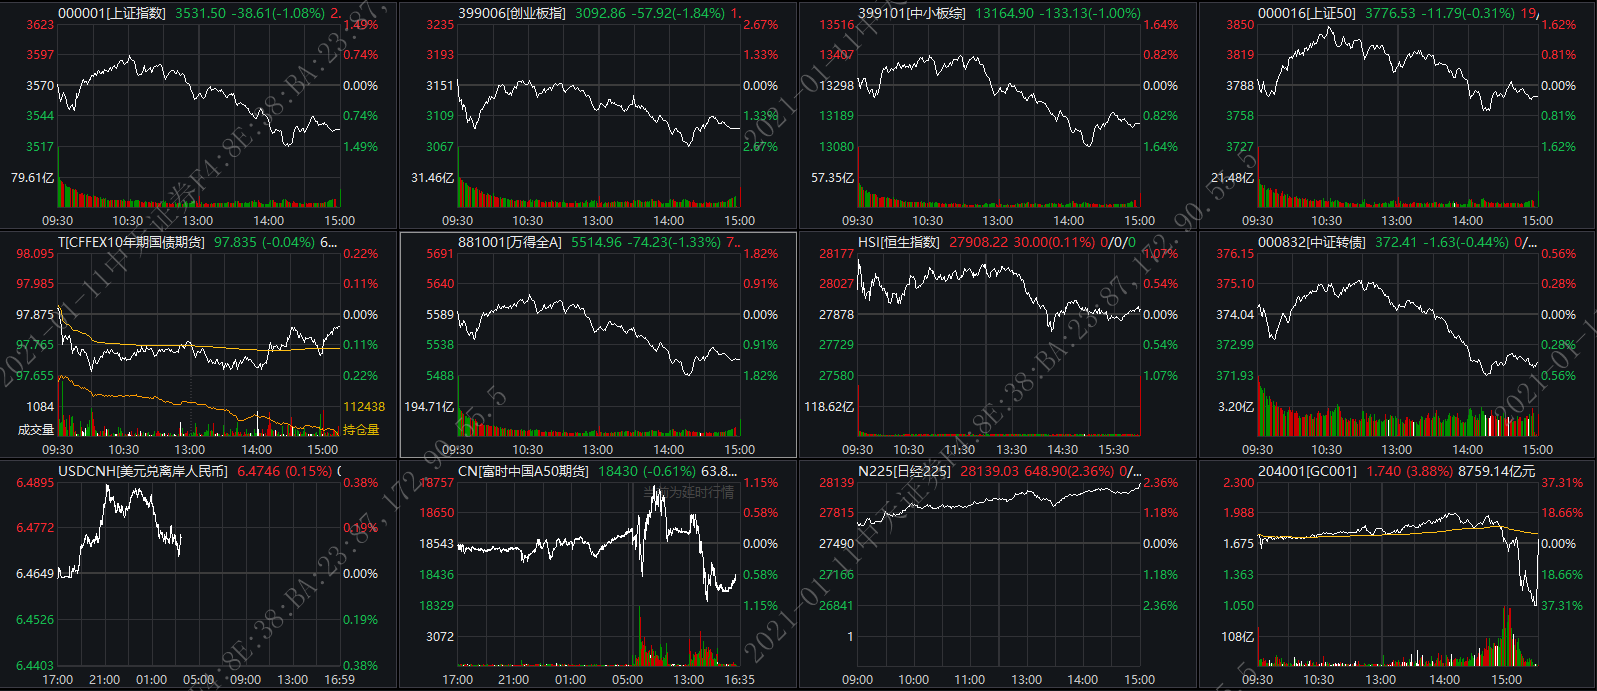 000001[上证指数] 3531.50 -38.61(-1.08%) 2.
3623 1.49%
3597 0.74%
3570 0.00%
3544 0.74%
3517 1.49%
79.61亿
09:30 10:30 13:00 14:00 15:00
399006[创业板指] 3092.86 -57.92(-1.84%) 1.
3235 2.67%
3193 1.33%
3151 0.00%
3109 1.33%
3067 2.67%
31.46亿
09:30 10:30 13:00 14:00 15:00
399101[中小板综] 13164.90 -133.13(-1.00%)
13516 1.64%
13407 0.82%
13298 0.00%
13189 0.82%
13080 1.64%
57.35亿
09:30 10:30 13:00 14:00 15:00
000016[上证50] 3776.53 -11.79(-0.31%) 19/
3850 1.62%
3819 0.81%
3788 0.00%
3758 0.81%
3727 1.62%
21.48亿
09:30 10:30 13:00 14:00 15:00
T[CFFEX10年期国债期货] 97.835 (-0.04%) 6...
98.095 0.22%
97.985 0.11%
97.875 0.00%
97.765 0.11%
97.655 0.22%
1084 112438
成交量 持仓量
09:30 10:30 13:00 14:00 15:00
881001[万得全A] 5514.96 -74.23(-1.33%) 7..
5691 1.82%
5640 0.91%
5589 0.00%
5538 0.91%
5488 1.82%
194.71亿
09:30 10:30 13:00 14:00 15:00
HSI[恒生指数] 27908.22 30.00(0.11%) 0/0/0
28177 1.07%
28027 0.54%
27878 0.00%
27729 0.54%
27580 1.07%
118.62亿
09:30 10:30 11:30 13:30 14:30 15:30
000832[中证转债] 372.41 -1.63(-0.44%) 0/...
376.15 0.56%
375.10 0.28%
374.04 0.00%
372.99 0.28%
371.93 0.56%
3.20亿
09:30 10:30 13:00 14:00 15:00
USDCNH[美元兑离岸人民币] 6.4746 (0.15%) 0
6.4895 0.38%
6.4772 0.19%
6.4649 0.00%
6.4526 0.19%
6.4403 0.38%
17:00 21:00 01:00 05:00 09:00 13:00 16:59
CN[富时中国A50期货] 18430 (-0.61%) 63.8...
当前为延时行情
18757 1.15%
18650 0.58%
18543 0.00%
18436 0.58%
18329 1.15%
3072
17:00 21:00 01:00 05:00 13:00 16:35
N225[日经225] 28139.03 648.90(2.36%) 0/...
28139 2.36%
27815 1.18%
27490 0.00%
27166 1.18%
26841 2.36%
1
09:00 10:00 11:00 13:00 14:00 15:00
204001[GC001] 1.740 (3.88%) 8759.14亿元
2.300 37.31%
1.988 18.66%
1.675 0.00%
1.363 18.66%
1.050 37.31%
108亿
09:30 10:30 13:00 14:00 15:00